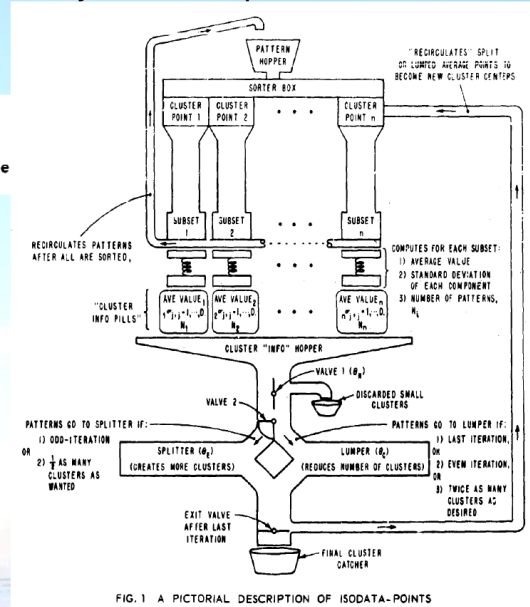 PATTERN
HOPPER
"RECIRCULATES" SPLIT
OR LUMPED AVERAGE POINTS TO
BECOME NEW CLUSTER CENTERS
SORTER BOX
CLUSTER
POINT 1
CLUSTER
POINT 2
CLUSTER
POINT n
e
SUBSET
1
SUBSET
2
SUBSET
n
RECIRCULATES PATTERNS
AFTER ALL ARE SORTED,
COMPUTES FOR EACH SUBSET:
1) AVERAGE VALUE
2) STANDARD DEVIATION
OF EACH COMPONENT
3) NUMBER OF PATTERNS,
Ni
"CLUSTER
INFO PILLS"
AVE VALUE1
1σj,j=1,...,D.
N1
AVE VALUE2
2σj,j=1,...,D.
N2
AVE VALUEn
nσj,j=1,...,D.
Nn
CLUSTER "INFO" HOPPER
VALVE 1 (θN)
DISCARDED SMALL
CLUSTERS
VALVE 2
PATTERNS GO TO SPLITTER IF:
1) ODD-ITERATION
OR
2) ½ AS MANY
CLUSTERS AS
WANTED
SPLITTER (θE)
(CREATES MORE CLUSTERS)
LUMPER (θC)
(REDUCES NUMBER OF CLUSTERS)
PATTERNS GO TO LUMPER IF:
1) LAST ITERATION,
OR
2) EVEN ITERATION,
OR
3) TWICE AS MANY
CLUSTERS AS
DESIRED
EXIT VALVE
AFTER LAST
ITERATION
FINAL CLUSTER
CATCHER
FIG. 1 A PICTORIAL DESCRIPTION OF ISODATA-POINTS